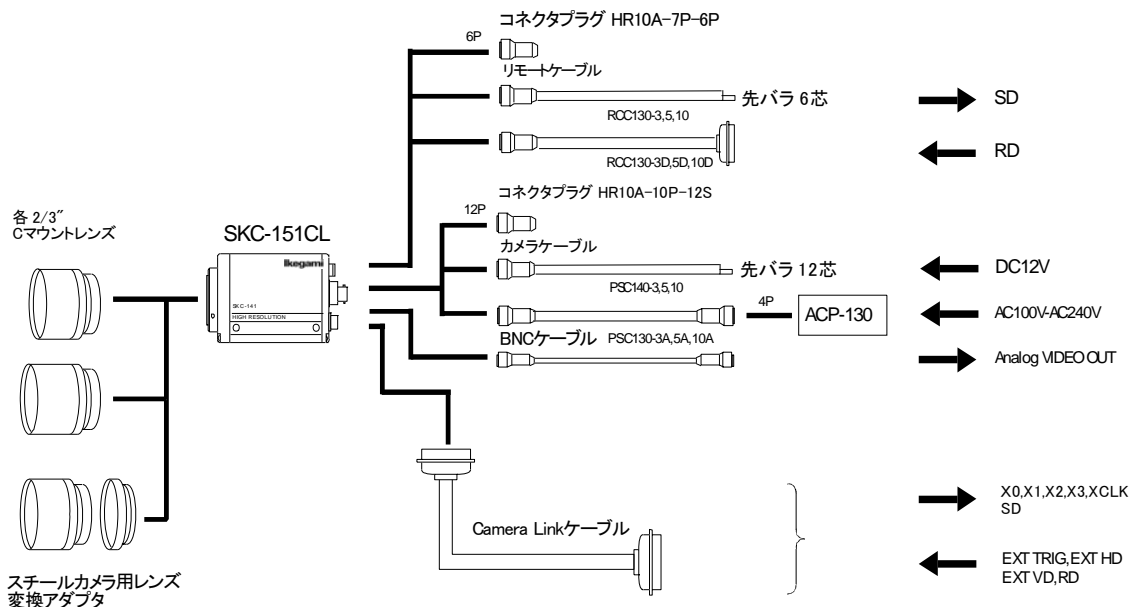 コネクタプラグ HR10A-7P-6P
6P
リモートケーブル
先バラ 6芯
RCC130-3,5,10
RCC130-3D,5D,10D
SD
RD
コネクタプラグ HR10A-10P-12S
12P
カメラケーブル
先バラ 12芯
PSC140-3,5,10
DC12V
4P
ACP-130
AC100V-AC240V
BNCケーブル PSC130-3A,5A,10A
Analog VIDEO OUT
各 2/3″
Cマウントレンズ
SKC-151CL
Ikegami
SKC-141
HIGH RESOLUTION
Camera Linkケーブル
X0,X1,X2,X3,XCLK
SD
EXT TRIG,EXT HD
EXT VD,RD
スチールカメラ用レンズ
変換アダプタ